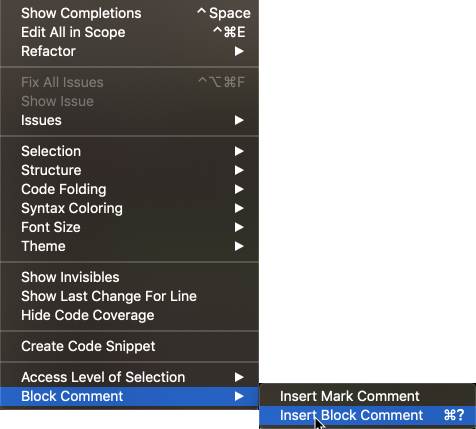 Show Completions ^ Space
Edit All in Scope ^⌘E
Refactor ▶
Fix All Issues ^⌥⌘F
Show Issue
Issues ▶
Selection ▶
Structure ▶
Code Folding ▶
Syntax Coloring ▶
Font Size ▶
Theme ▶
Show Invisibles
Show Last Change For Line
Hide Code Coverage
Create Code Snippet
Access Level of Selection ▶
Block Comment ▶
Insert Mark Comment
Insert Block Comment ⌘?